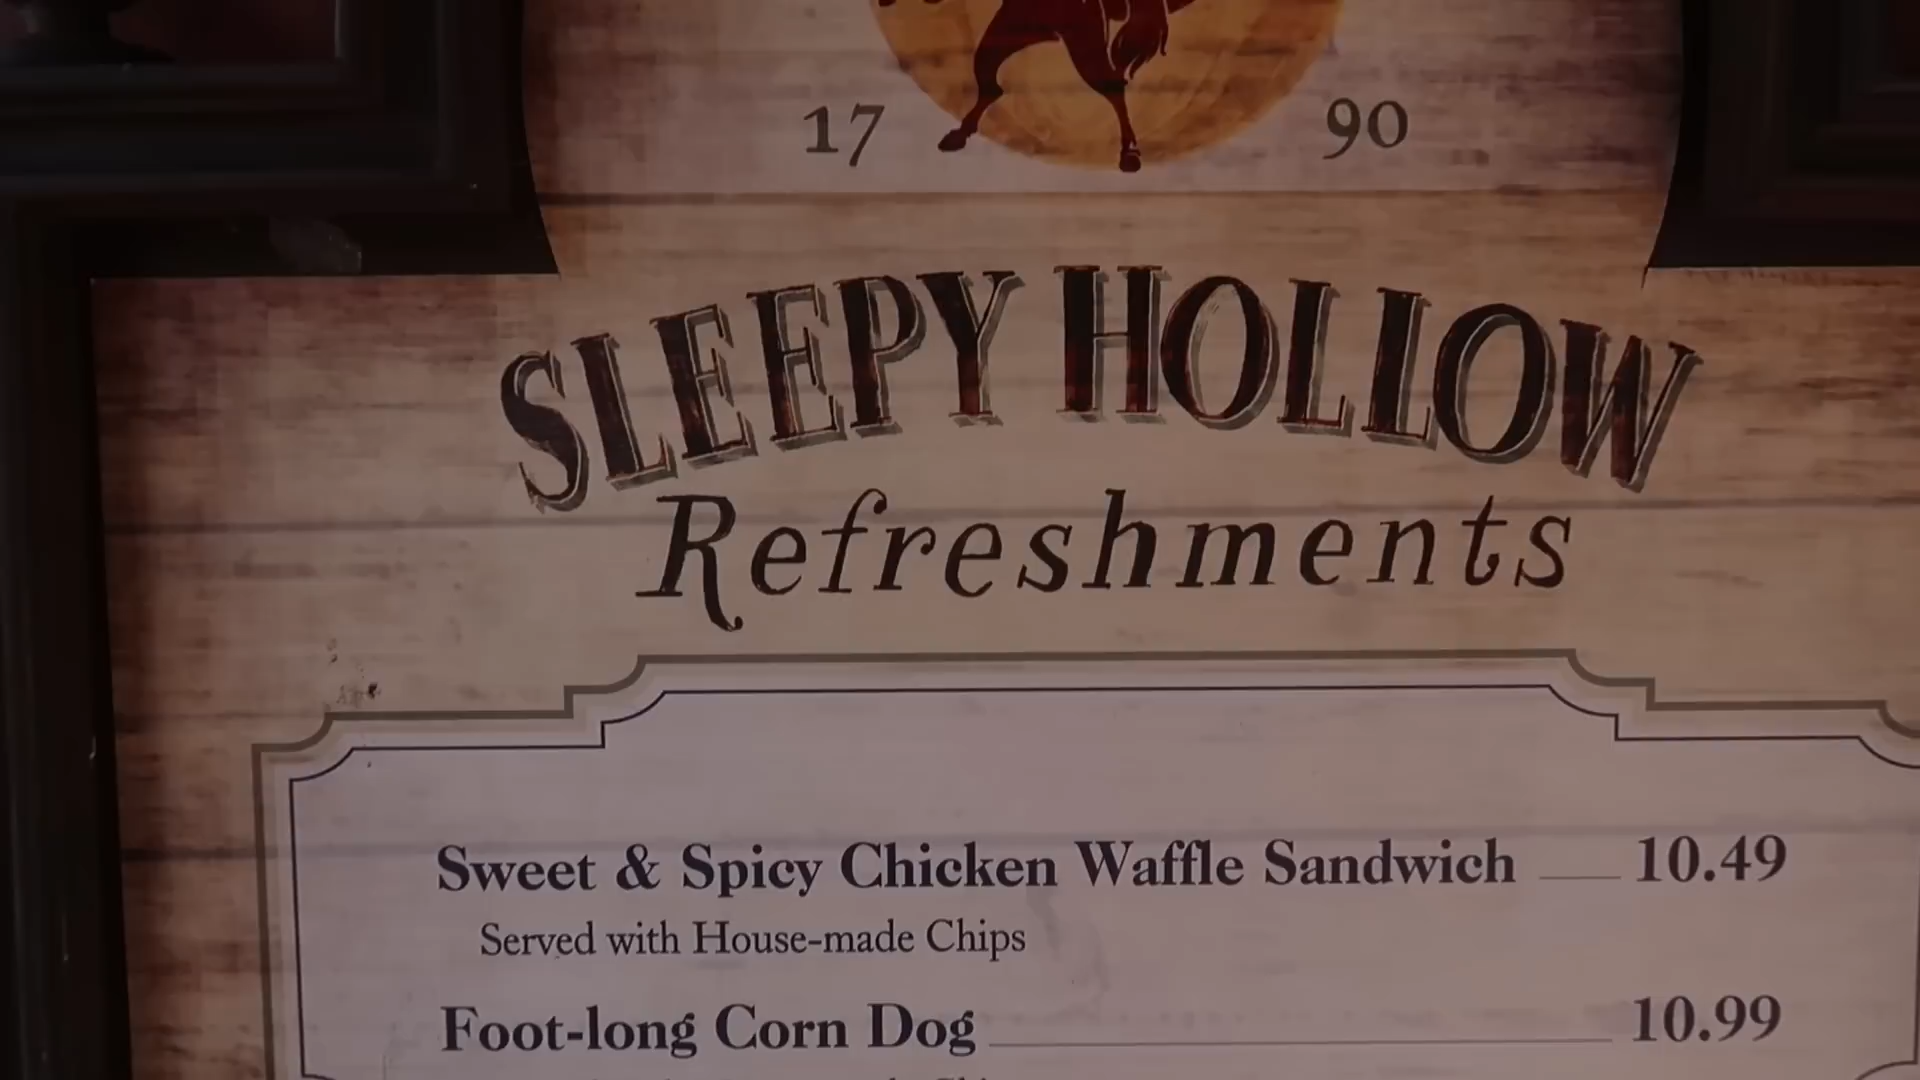 17 90
SLEEPY HOLLOW
Refreshments
Sweet & Spicy Chicken Waffle Sandwich 10.49
Served with House-made Chips
Foot-long Corn Dog 10.99